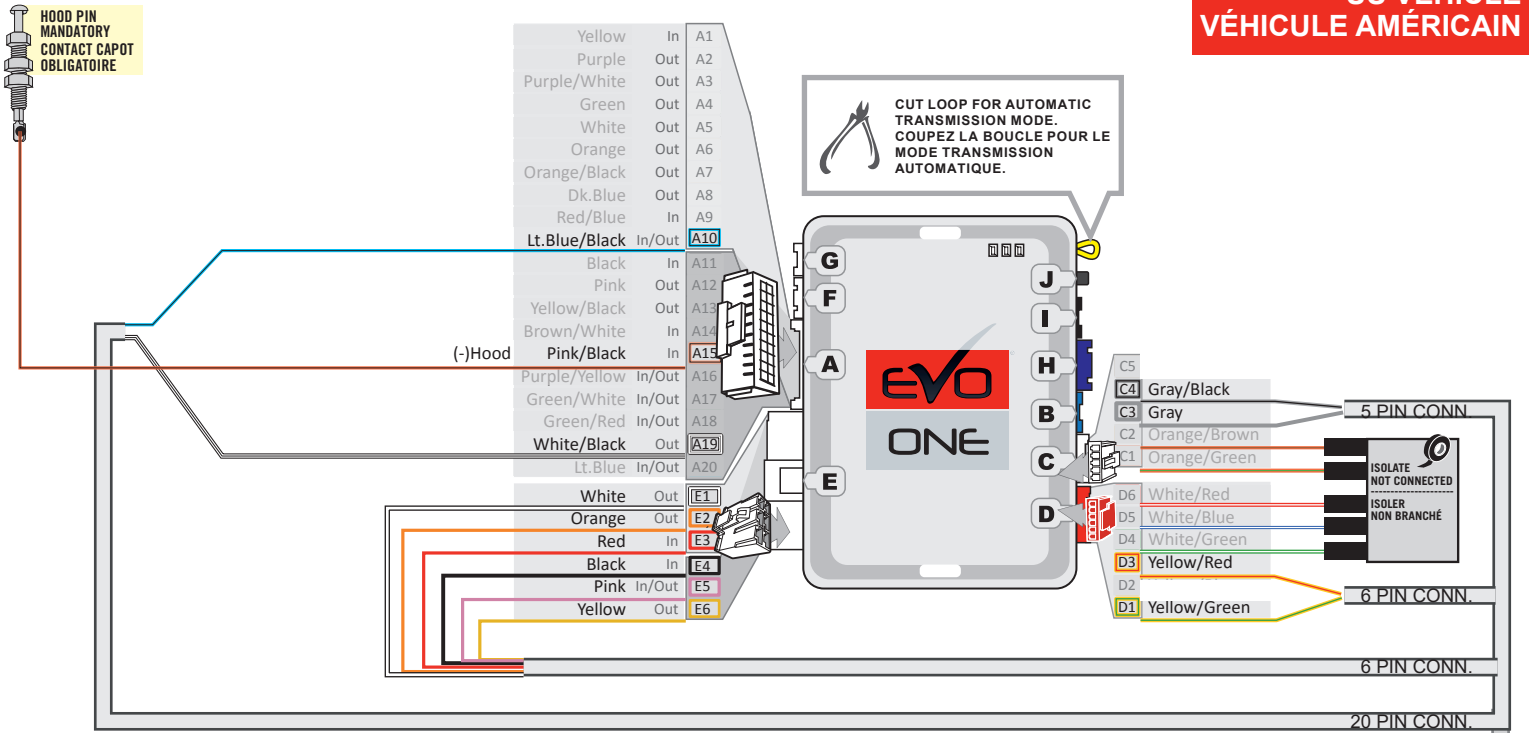 HOOD PIN
MANDATORY
CONTACT CAPOT
OBLIGATOIRE
VÉHICULE AMÉRICAIN
Yellow In A1
Purple Out A2
Purple/White Out A3
Green Out A4
White Out A5
Orange Out A6
Orange/Black Out A7
Dk.Blue Out A8
Red/Blue In A9
Lt.Blue/Black In/Out A10
Black In A11
Pink Out A12
Yellow/Black Out A13
Brown/White In A14
(-)Hood Pink/Black In A15
Purple/Yellow In/Out A16
Green/White In/Out A17
Green/Red In/Out A18
White/Black Out A19
Lt.Blue In/Out A20
White Out E1
Orange Out E2
Red In E3
Black In E4
Pink In/Out E5
Yellow Out E6
CUT LOOP FOR AUTOMATIC
TRANSMISSION MODE.
COUPEZ LA BOUCLE POUR LE
MODE TRANSMISSION
AUTOMATIQUE.
G
F
A
E
J
I
H
B
C
D
EVO
ONE
C5
C4 Gray/Black
C3 Gray
C2 Orange/Brown
C1 Orange/Green
D6 White/Red
D5 White/Blue
D4 White/Green
D3 Yellow/Red
D2
D1 Yellow/Green
5 PIN CONN.
ISOLATE
NOT CONNECTED
ISOLER
NON BRANCHÉ
6 PIN CONN.
6 PIN CONN.
20 PIN CONN.